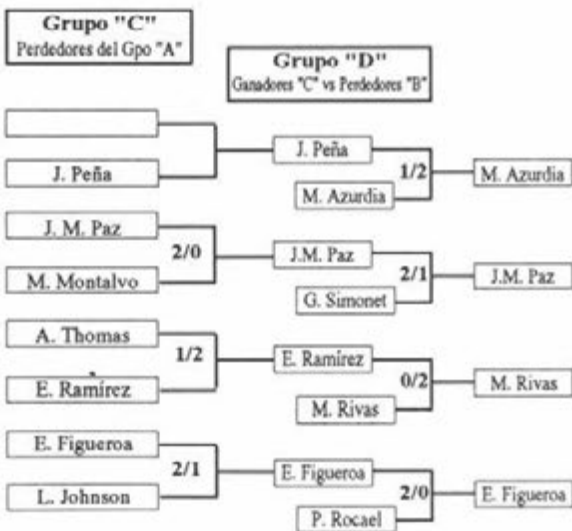 Grupo "C"
Perdedores del Gpo "A"
Grupo "D"
Ganadores "C" vs Perdedores "B"
J. Peña
J. M. Paz
2/0
M. Montalvo
A. Thomas
1/2
E. Ramírez
E. Figueroa
2/1
L. Johnson
J. Peña
1/2
M. Azurdia
J.M. Paz
2/1
G. Simonet
E. Ramírez
0/2
M. Rivas
E. Figueroa
2/0
P. Rocael
M. Azurdia
J.M. Paz
M. Rivas
E. Figueroa